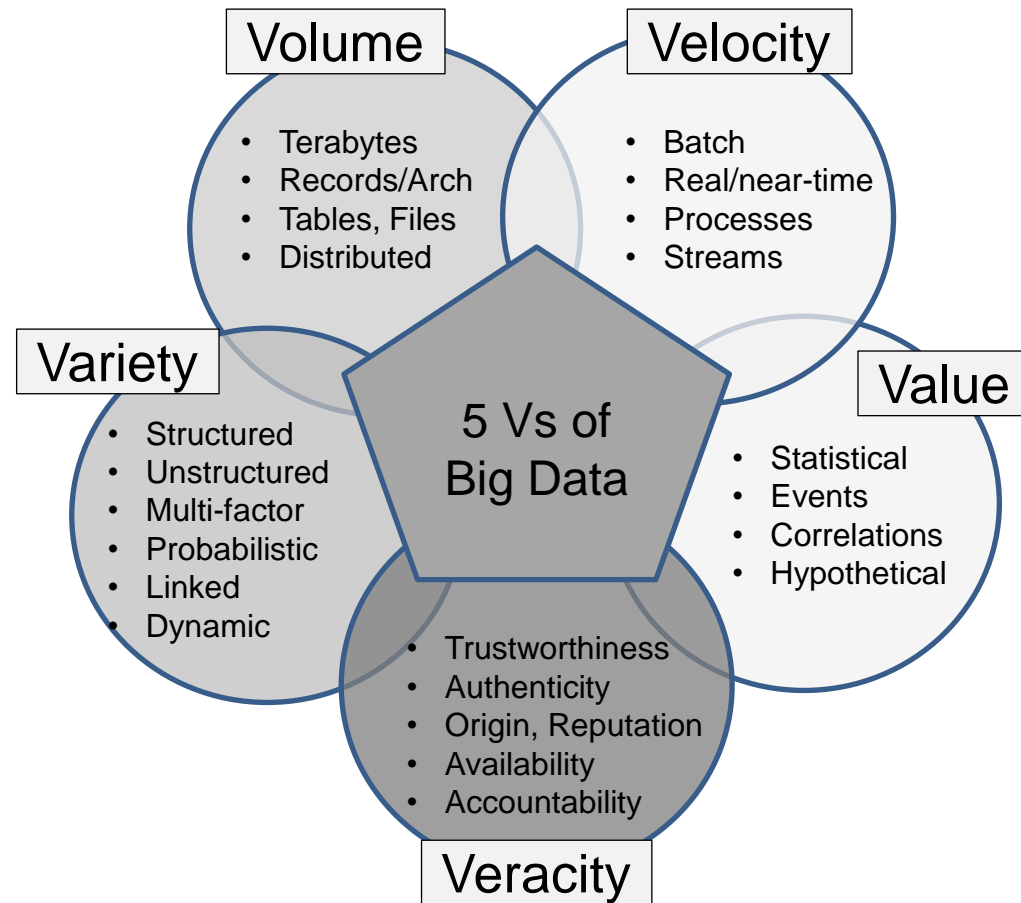 Volume
• Terabytes
• Records/Arch
• Tables, Files
• Distributed
Velocity
• Batch
• Real/near-time
• Processes
• Streams
Variety
• Structured
• Unstructured
• Multi-factor
• Probabilistic
• Linked
• Dynamic
5 Vs of
Big Data
Value
• Statistical
• Events
• Correlations
• Hypothetical
• Trustworthiness
• Authenticity
• Origin, Reputation
• Availability
• Accountability
Veracity